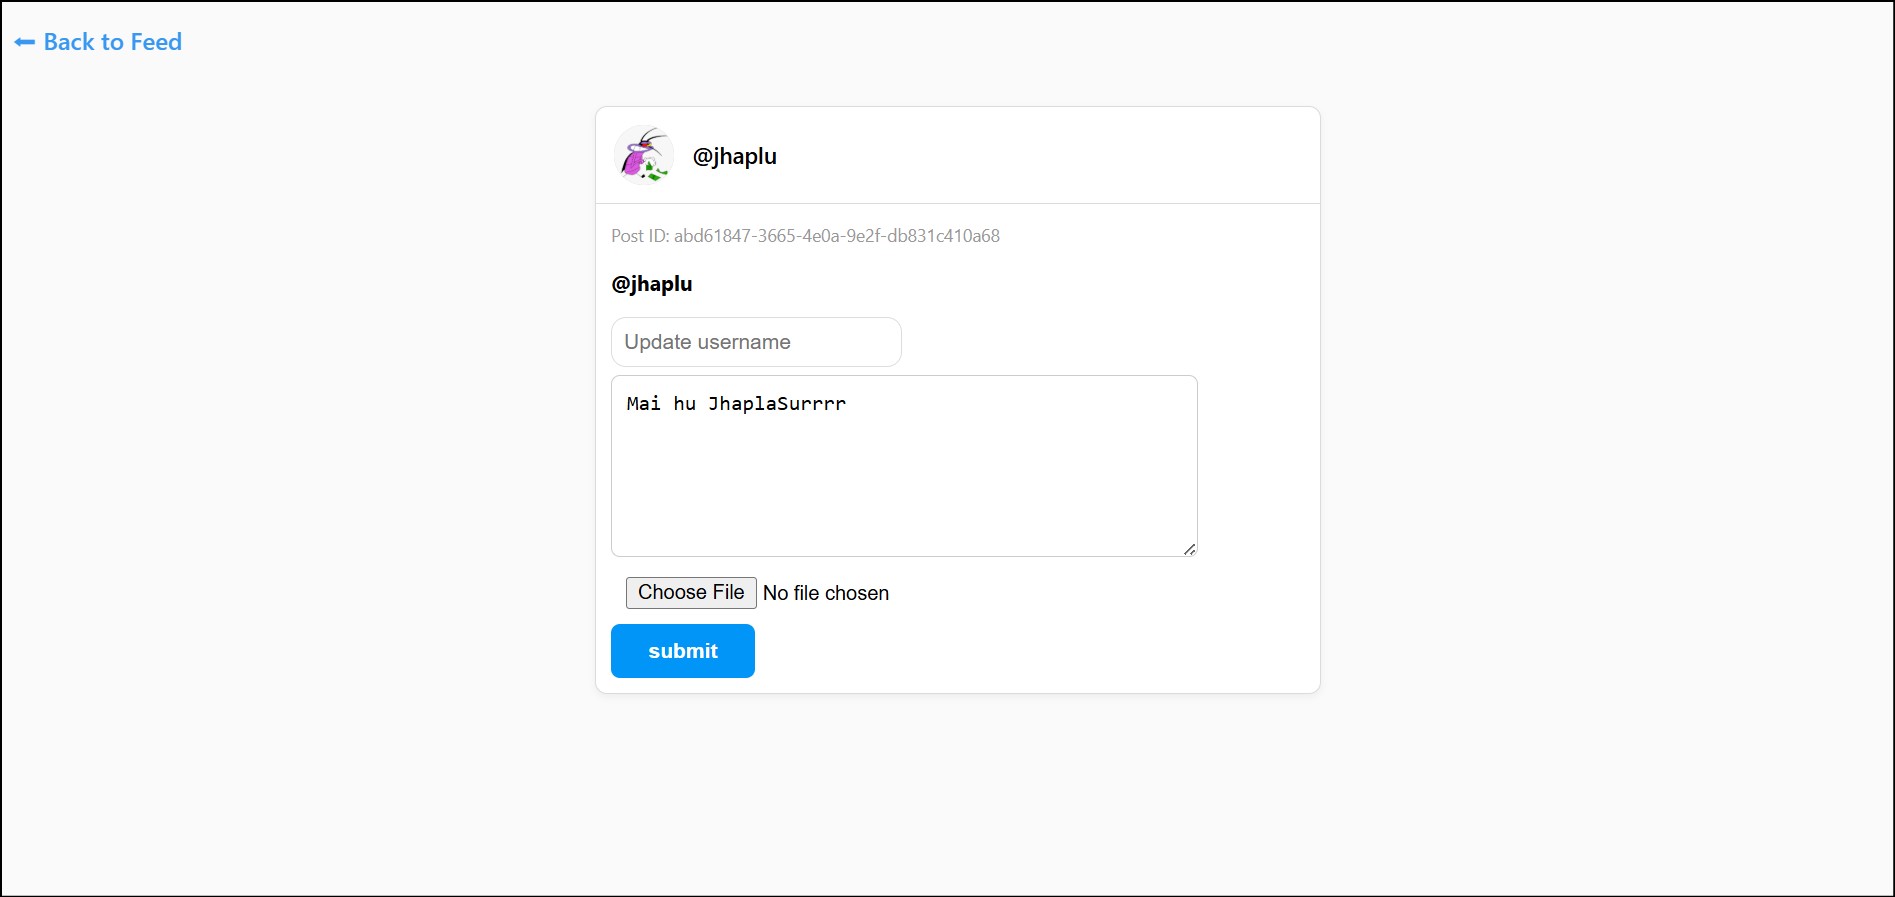 Back to Feed
@jhaplu
Post ID: abd61847-3665-4e0a-9e2f-db831c410a68
@jhaplu
Update username
Mai hu JhaplaSurrrr
Choose File No file chosen
submit